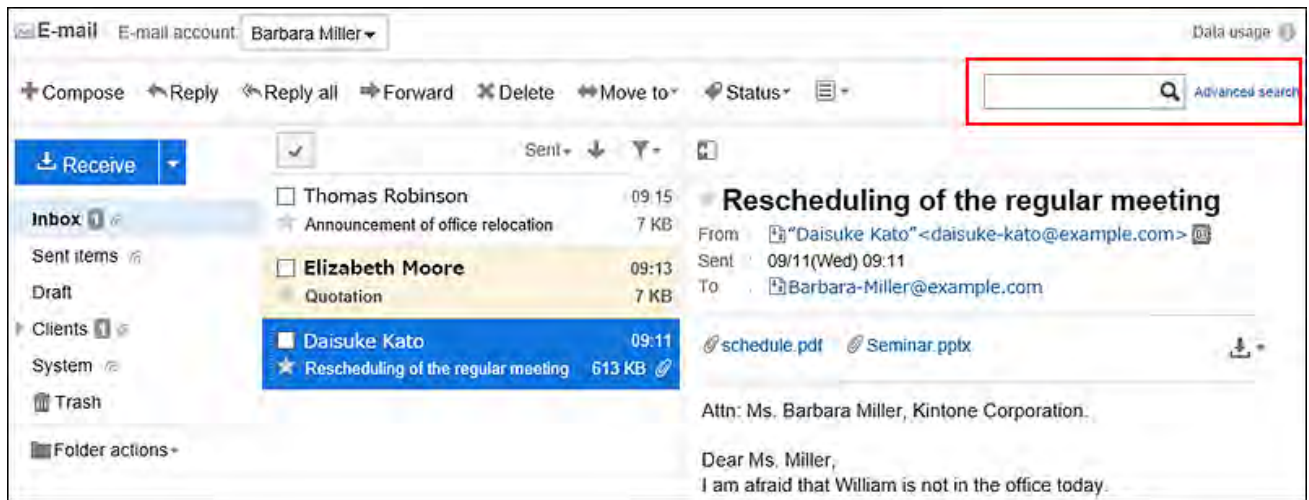 E-mail E-mail account Barbara Miller Data usage
Compose Reply Reply all Forward Delete Move to Status Advanced search
Receive
Inbox 1
Sent items
Draft
Clients 1
System
Trash
Folder actions
Sent
Thomas Robinson 09:15
Announcement of office relocation 7 KB
Elizabeth Moore 09:13
Quotation 7 KB
Daisuke Kato 09:11
Rescheduling of the regular meeting 613 KB
Rescheduling of the regular meeting
From : "Daisuke Kato"<daisuke-kato@example.com>
Sent : 09/11(Wed) 09:11
To : Barbara-Miller@example.com
schedule.pdf Seminar.pptx
Attn: Ms. Barbara Miller, Kintone Corporation.
Dear Ms. Miller,
I am afraid that William is not in the office today.